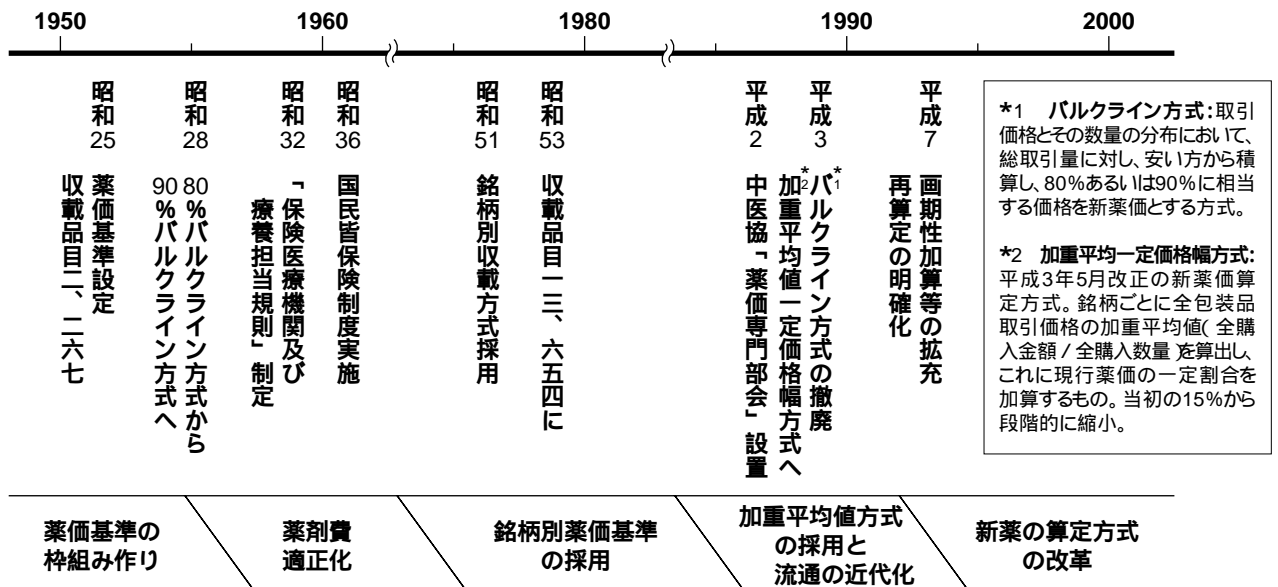 1950 1960 1980 1990 2000
昭和25
薬価基準設定
収載品目二、二六七
昭和28
80%バルクライン方式から
90%バルクライン方式へ
昭和32
「保険医療機関及び
療養担当規則」制定
昭和36
国民皆保険制度実施
昭和51
銘柄別収載方式採用
昭和53
収載品目一三、六五四に
平成2
中医協「薬価専門部会」設置
平成3
バルクライン方式の撤廃*1
加重平均値一定価格幅方式へ*2
平成7
画期性加算等の拡充
再算定の明確化
*1 バルクライン方式:取引
価格とその数量の分布において、
総取引量に対し、安い方から積
算し、80%あるいは90%に相当
する価格を新薬価とする方式。
*2 加重平均一定価格幅方式:
平成3年5月改正の新薬価算
定方式。銘柄ごとに全包装品
取引価格の加重平均値(全購
入金額/全購入数量)を算出し、
これに現行薬価の一定割合を
加算するもの。当初の15%から
段階的に縮小。
薬価基準の
枠組み作り
薬剤費
適正化
銘柄別薬価基準
の採用
加重平均値方式
の採用と
流通の近代化
新薬の算定方式
の改革